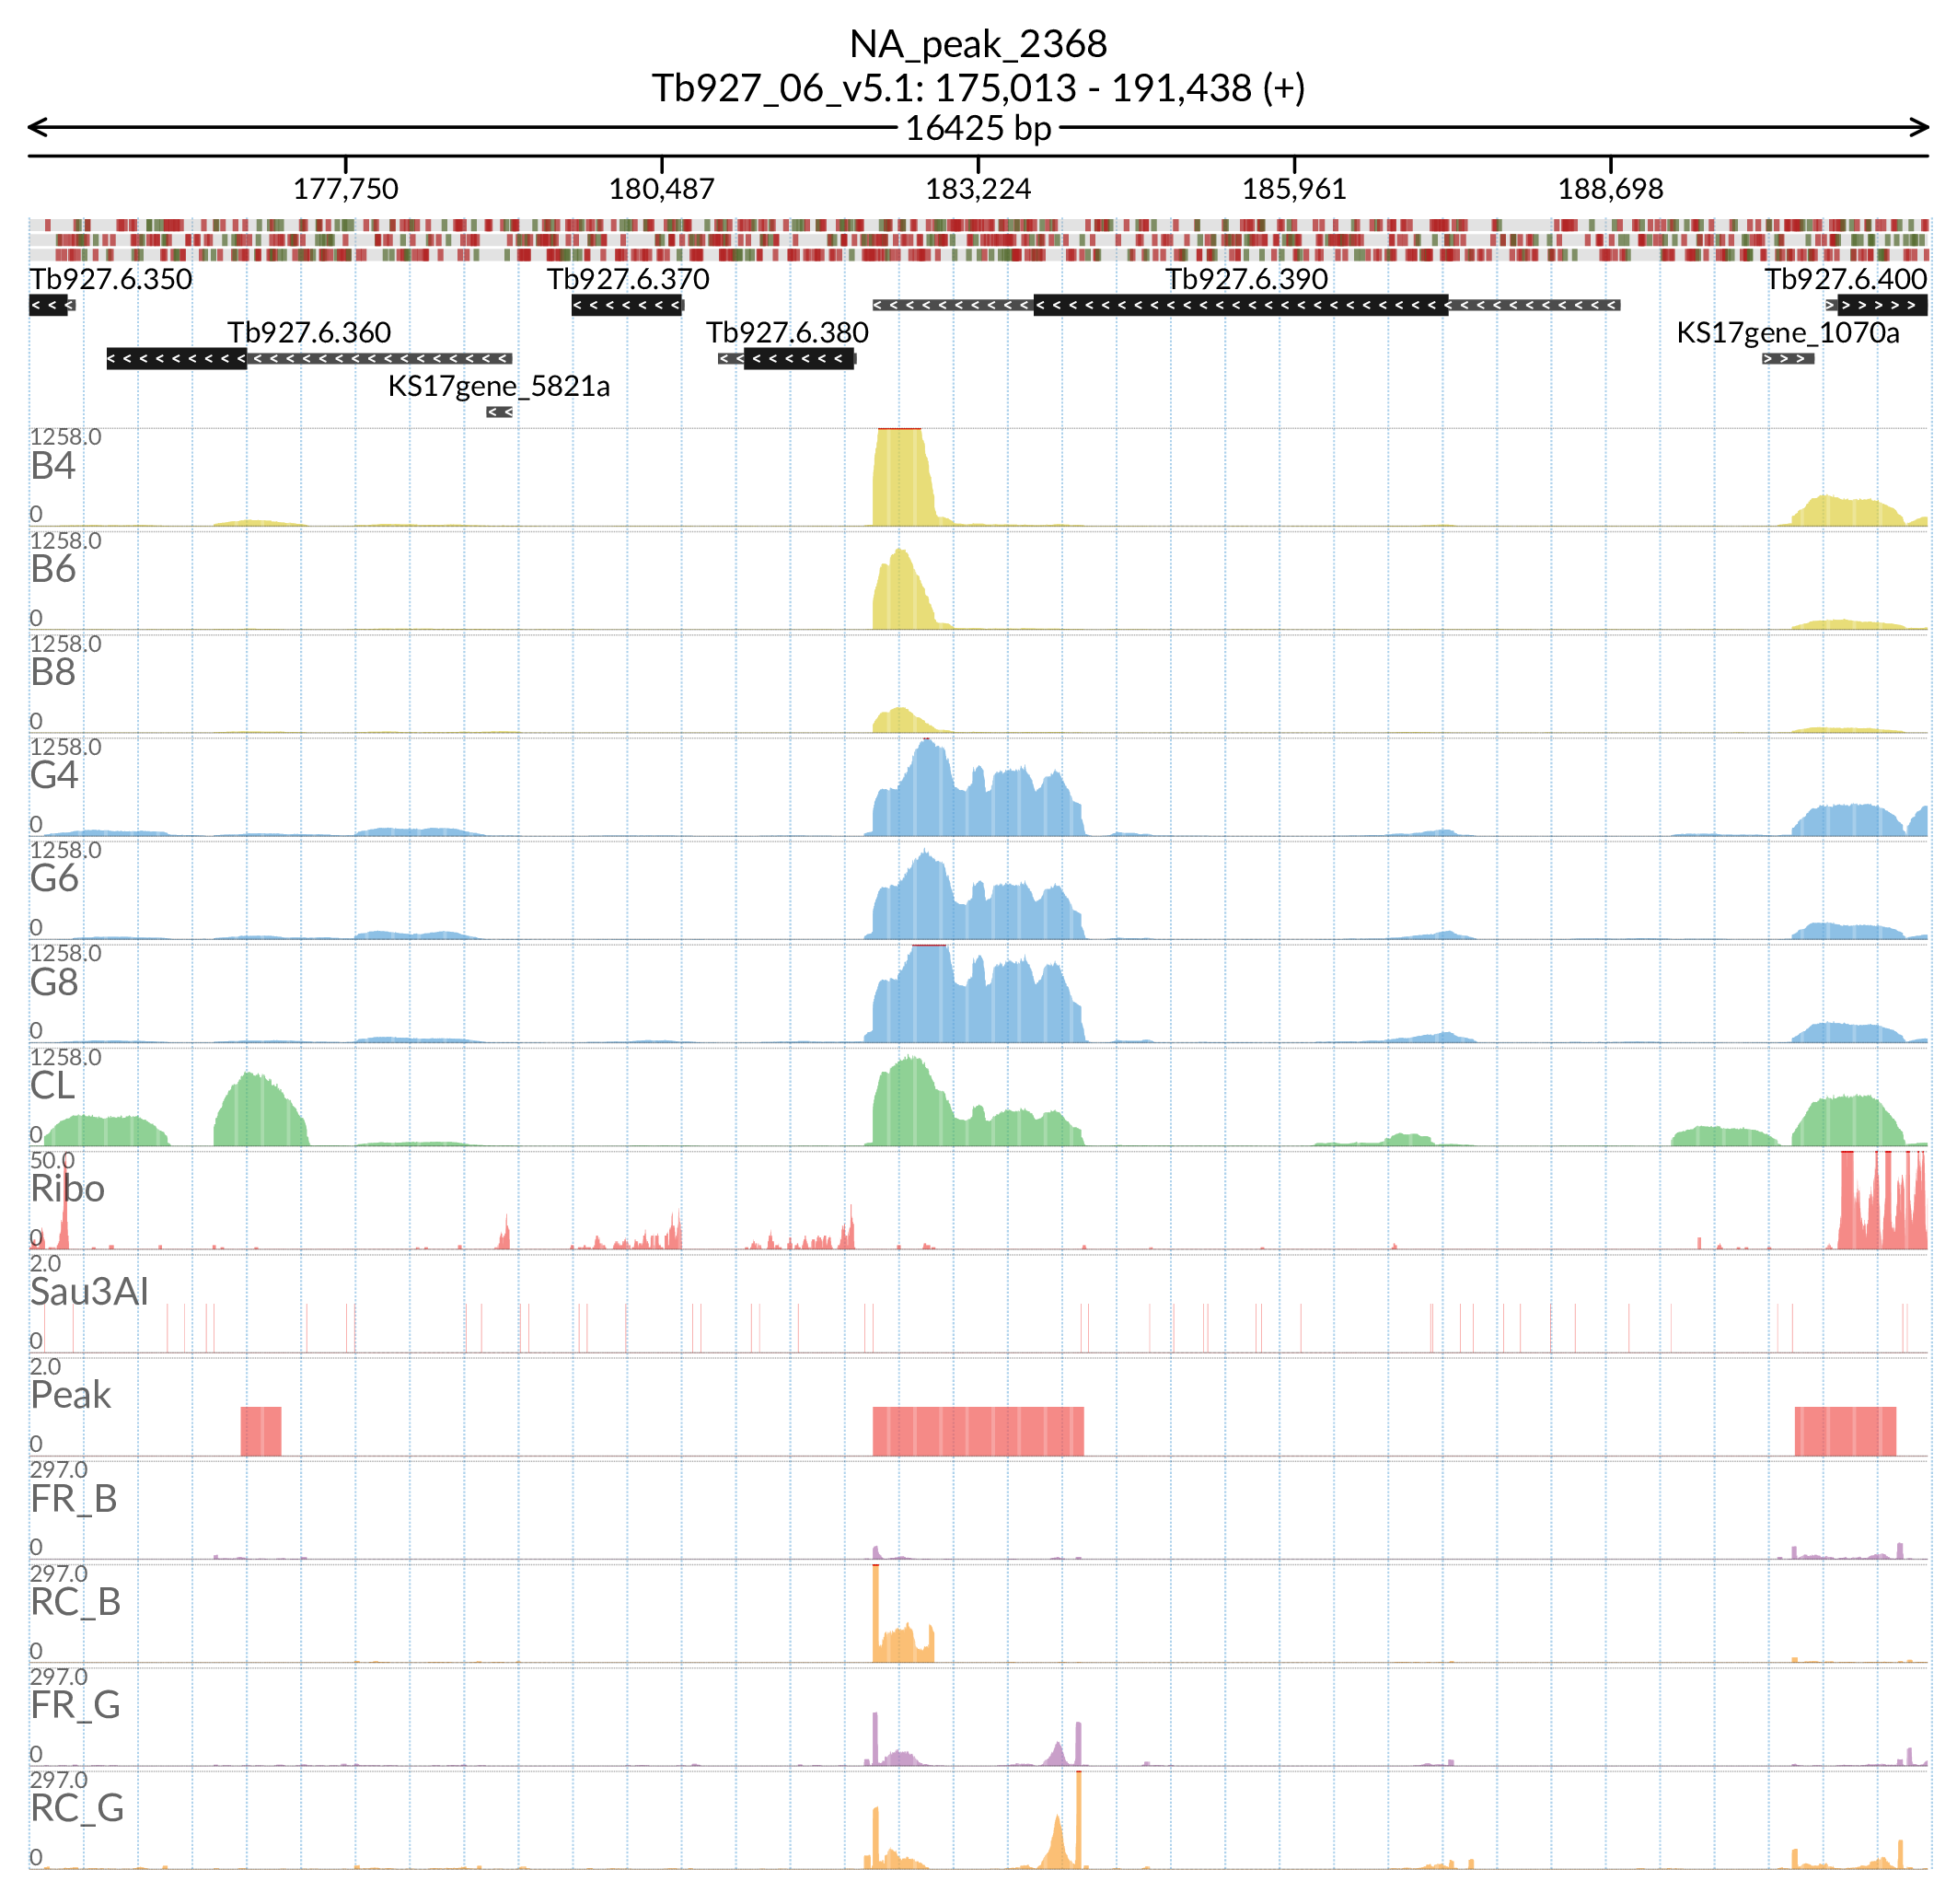 NA_peak_2368
Tb927_06_v5.1: 175,013 - 191,438 (+)
16425 bp
177,750 180,487 183,224 185,961 188,698
Tb927.6.350 Tb927.6.370 Tb927.6.390 Tb927.6.400
Tb927.6.360 Tb927.6.380 KS17gene_1070a
KS17gene_5821a
1258.0
B4
0
1258.0
B6
0
1258.0
B8
0
1258.0
G4
0
1258.0
G6
0
1258.0
G8
0
1258.0
CL
0
50.0
Ribo
0
2.0
Sau3AI
0
2.0
Peak
0
297.0
FR_B
0
297.0
RC_B
0
297.0
FR_G
0
297.0
RC_G
0